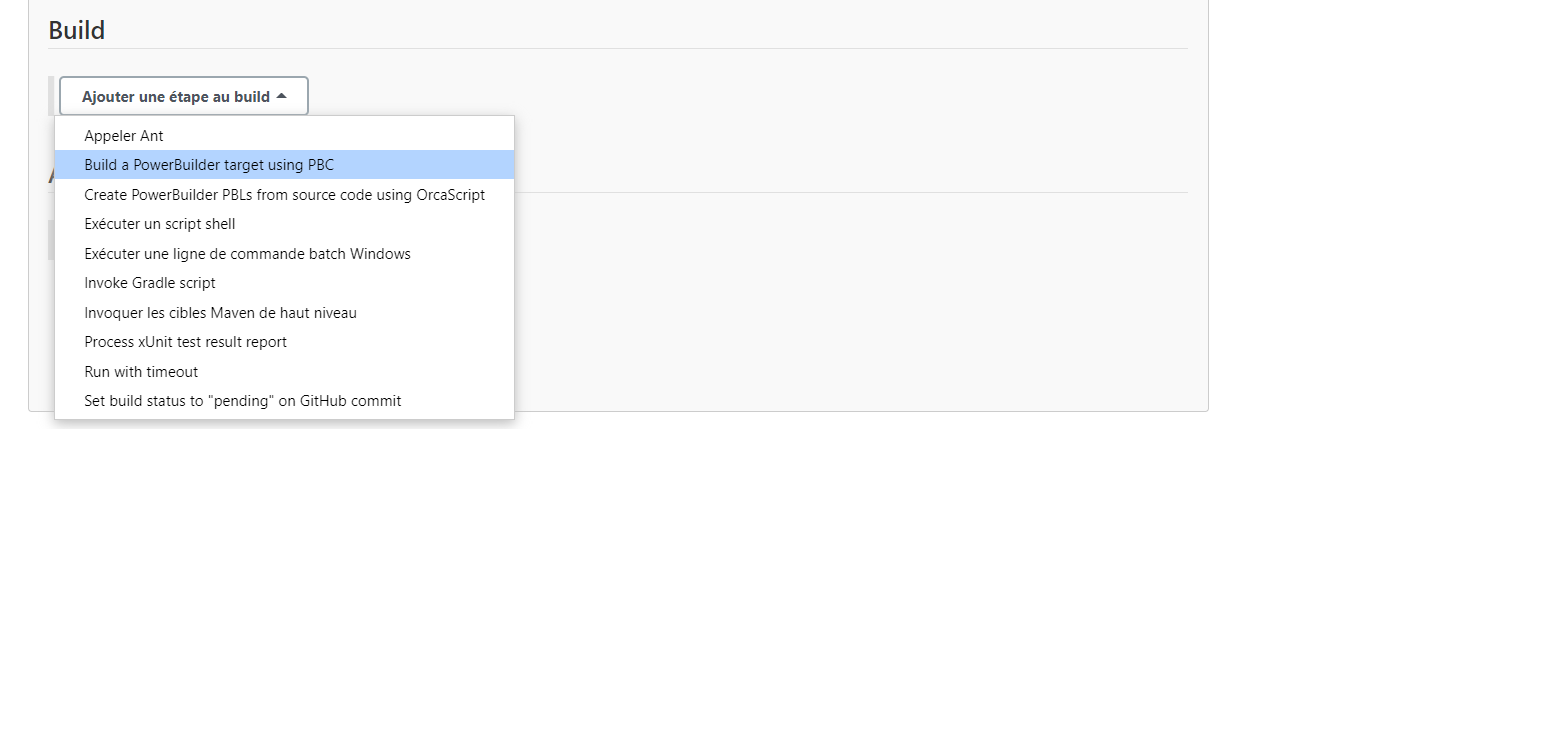 Build
Ajouter une étape au build
Appeler Ant
Build a PowerBuilder target using PBC
Create PowerBuilder PBLs from source code using OrcaScript
Exécuter un script shell
Exécuter une ligne de commande batch Windows
Invoke Gradle script
Invoquer les cibles Maven de haut niveau
Process xUnit test result report
Run with timeout
Set build status to "pending" on GitHub commit